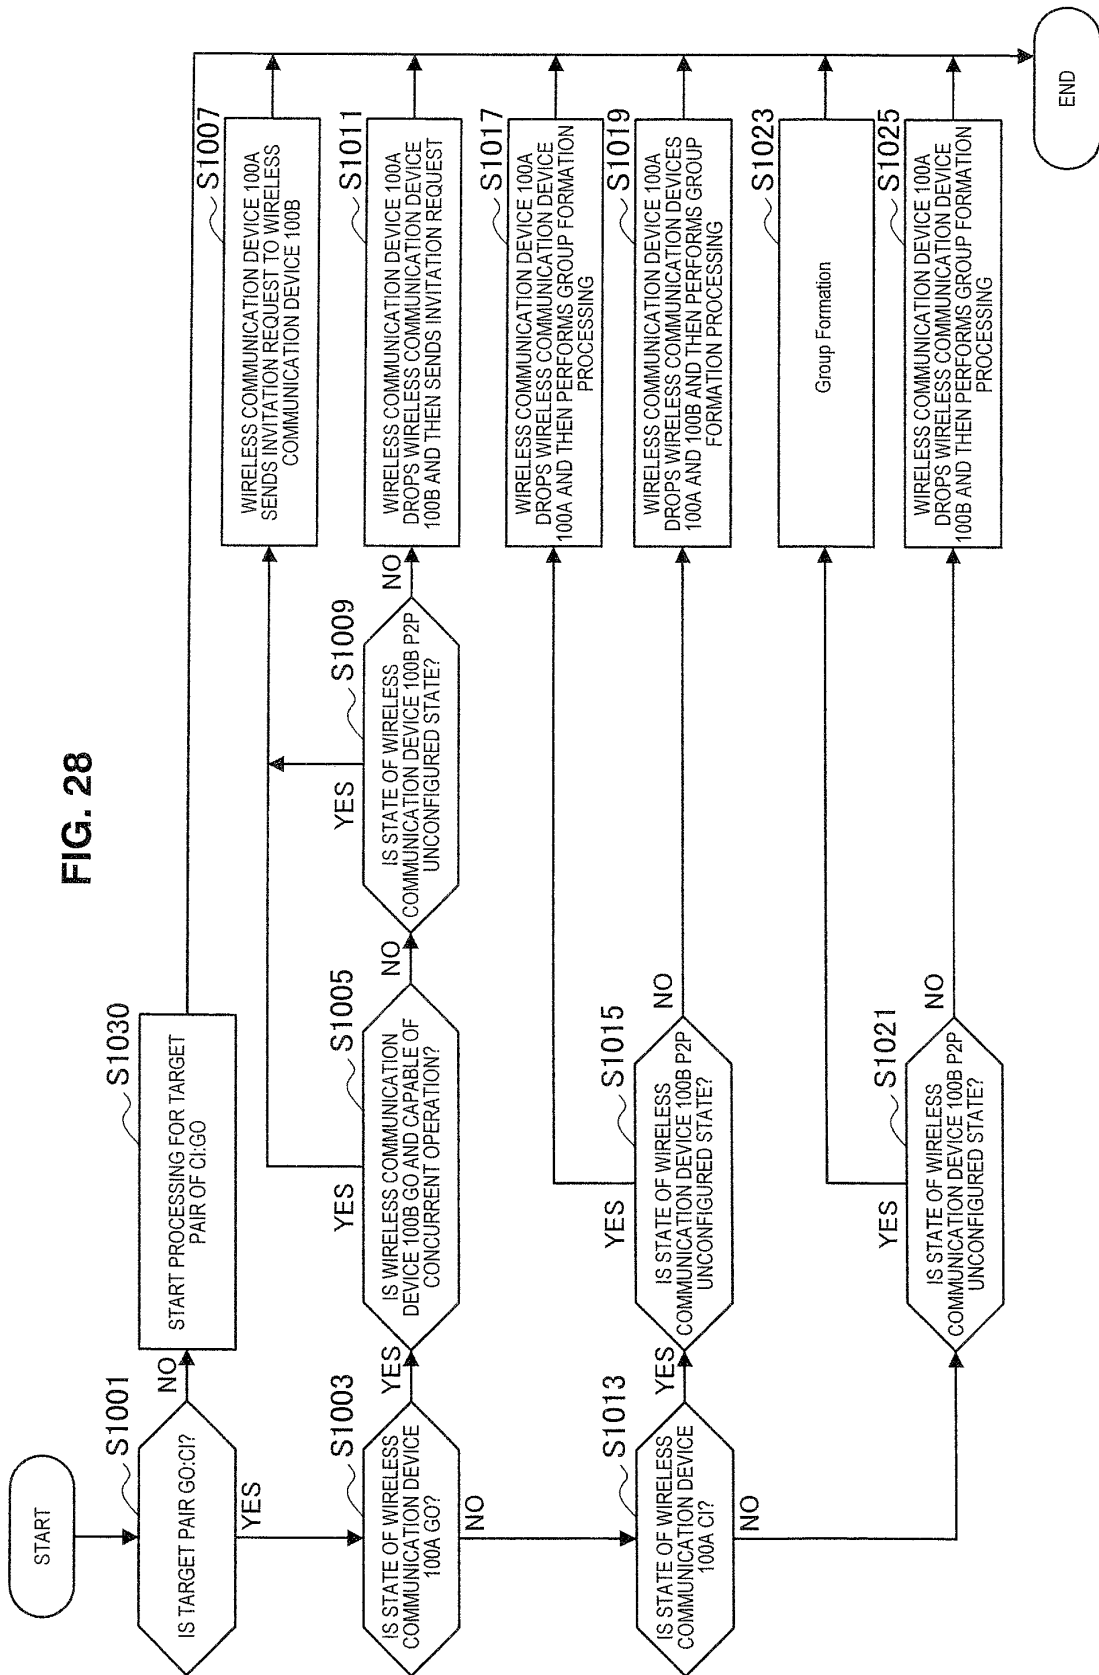 FIG. 28
START
S1001
IS TARGET PAIR GO:CI?
NO
YES
S1030
START PROCESSING FOR TARGET
PAIR OF CI:GO
S1003
IS STATE OF WIRELESS
COMMUNICATION DEVICE
100A GO?
YES
NO
S1005
IS WIRELESS COMMUNICATION
DEVICE 100B GO AND CAPABLE OF
CONCURRENT OPERATION?
YES
NO
S1009
IS STATE OF WIRELESS
COMMUNICATION DEVICE 100B P2P
UNCONFIGURED STATE?
YES
NO
S1007
WIRELESS COMMUNICATION DEVICE 100A
SENDS INVITATION REQUEST TO WIRELESS
COMMUNICATION DEVICE 100B
S1011
WIRELESS COMMUNICATION DEVICE 100A
DROPS WIRELESS COMMUNICATION DEVICE
100B AND THEN SENDS INVITATION REQUEST
S1013
IS STATE OF WIRELESS
COMMUNICATION DEVICE
100A CI?
YES
NO
S1015
IS STATE OF WIRELESS
COMMUNICATION DEVICE 100B P2P
UNCONFIGURED STATE?
YES
NO
S1017
WIRELESS COMMUNICATION DEVICE 100A
DROPS WIRELESS COMMUNICATION DEVICE
100A AND THEN PERFORMS GROUP FORMATION
PROCESSING
S1019
WIRELESS COMMUNICATION DEVICE 100A
DROPS WIRELESS COMMUNICATION DEVICES
100A AND 100B AND THEN PERFORMS GROUP
FORMATION PROCESSING
S1021
IS STATE OF WIRELESS
COMMUNICATION DEVICE 100B P2P
UNCONFIGURED STATE?
YES
NO
S1023
Group Formation
S1025
WIRELESS COMMUNICATION DEVICE 100A
DROPS WIRELESS COMMUNICATION DEVICE
100B AND THEN PERFORMS GROUP FORMATION
PROCESSING
END